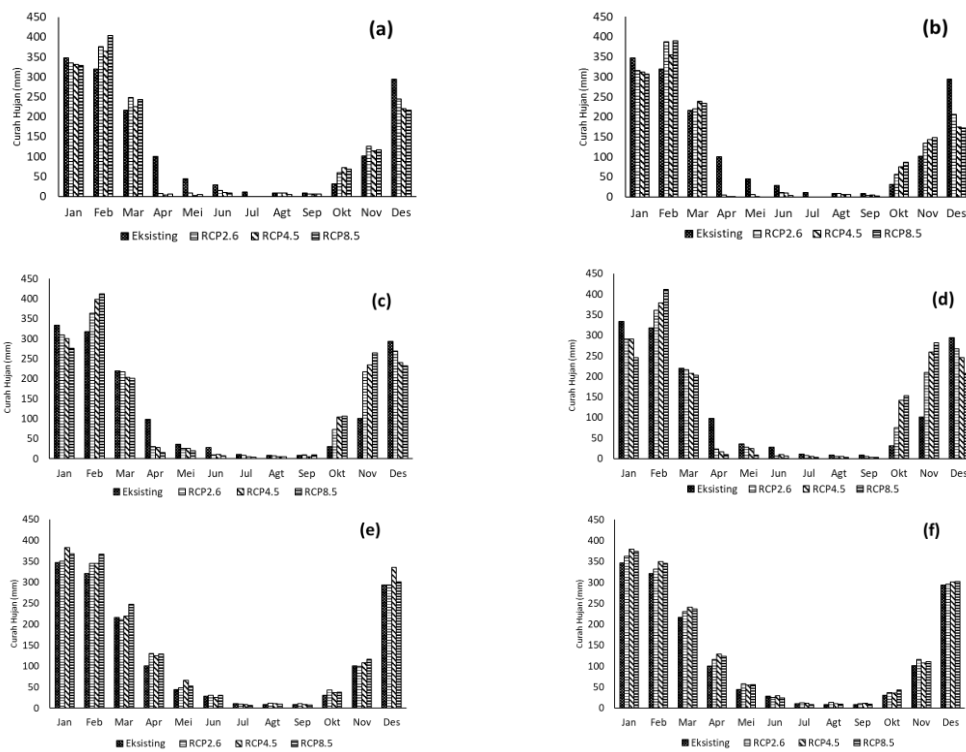 (a)
Curah Hujan (mm)
450
400
350
300
250
200
150
100
50
0
Jan Feb Mar Apr Mei Jun Jul Agt Sep Okt Nov Des
Eksisting RCP2.6 RCP4.5 RCP8.5
(b)
Curah Hujan (mm)
450
400
350
300
250
200
150
100
50
0
Jan Feb Mar Apr Mei Jun Jul Agt Sep Okt Nov Des
Eksisting RCP2.6 RCP4.5 RCP8.5
(c)
Curah Hujan (mm)
450
400
350
300
250
200
150
100
50
0
Jan Feb Mar Apr Mei Jun Jul Agt Sep Okt Nov Des
Eksisting RCP2.6 RCP4.5 RCP8.5
(d)
Curah Hujan (mm)
450
400
350
300
250
200
150
100
50
0
Jan Feb Mar Apr Mei Jun Jul Agt Sep Okt Nov Des
Eksisting RCP2.6 RCP4.5 RCP8.5
(e)
Curah Hujan (mm)
450
400
350
300
250
200
150
100
50
0
Jan Feb Mar Apr Mei Jun Jul Agt Sep Okt Nov Des
Eksisting RCP2.6 RCP4.5 RCP8.5
(f)
Curah Hujan (mm)
450
400
350
300
250
200
150
100
50
0
Jan Feb Mar Apr Mei Jun Jul Agt Sep Okt Nov Des
Eksisting RCP2.6 RCP4.5 RCP8.5